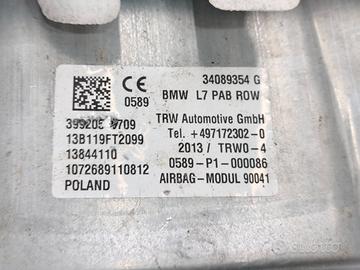 34089354 G
CE
0589
BMW L7 PAB ROW
TRW Automotive GmbH
13B119FT2099
Tel. +497172302-0
13844110
2013/ TRW0-4
1072689110812
0589-P1-000086
POLAND
AIRBAG-MODUL 90041